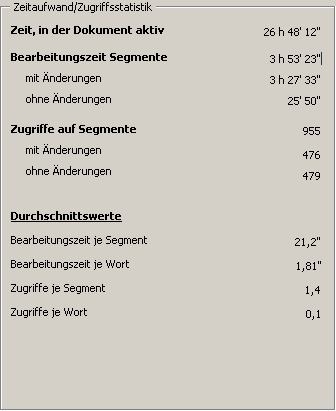 Zeitaufwand/Zugriffsstatistik
Zeit, in der Dokument aktiv 26 h 48' 12"
Bearbeitungszeit Segmente 3 h 53' 23"
mit Änderungen 3 h 27' 33"
ohne Änderungen 25' 50"
Zugriffe auf Segmente 955
mit Änderungen 476
ohne Änderungen 479
Durchschnittswerte
Bearbeitungszeit je Segment 21,2"
Bearbeitungszeit je Wort 1,81"
Zugriffe je Segment 1,4
Zugriffe je Wort 0,1